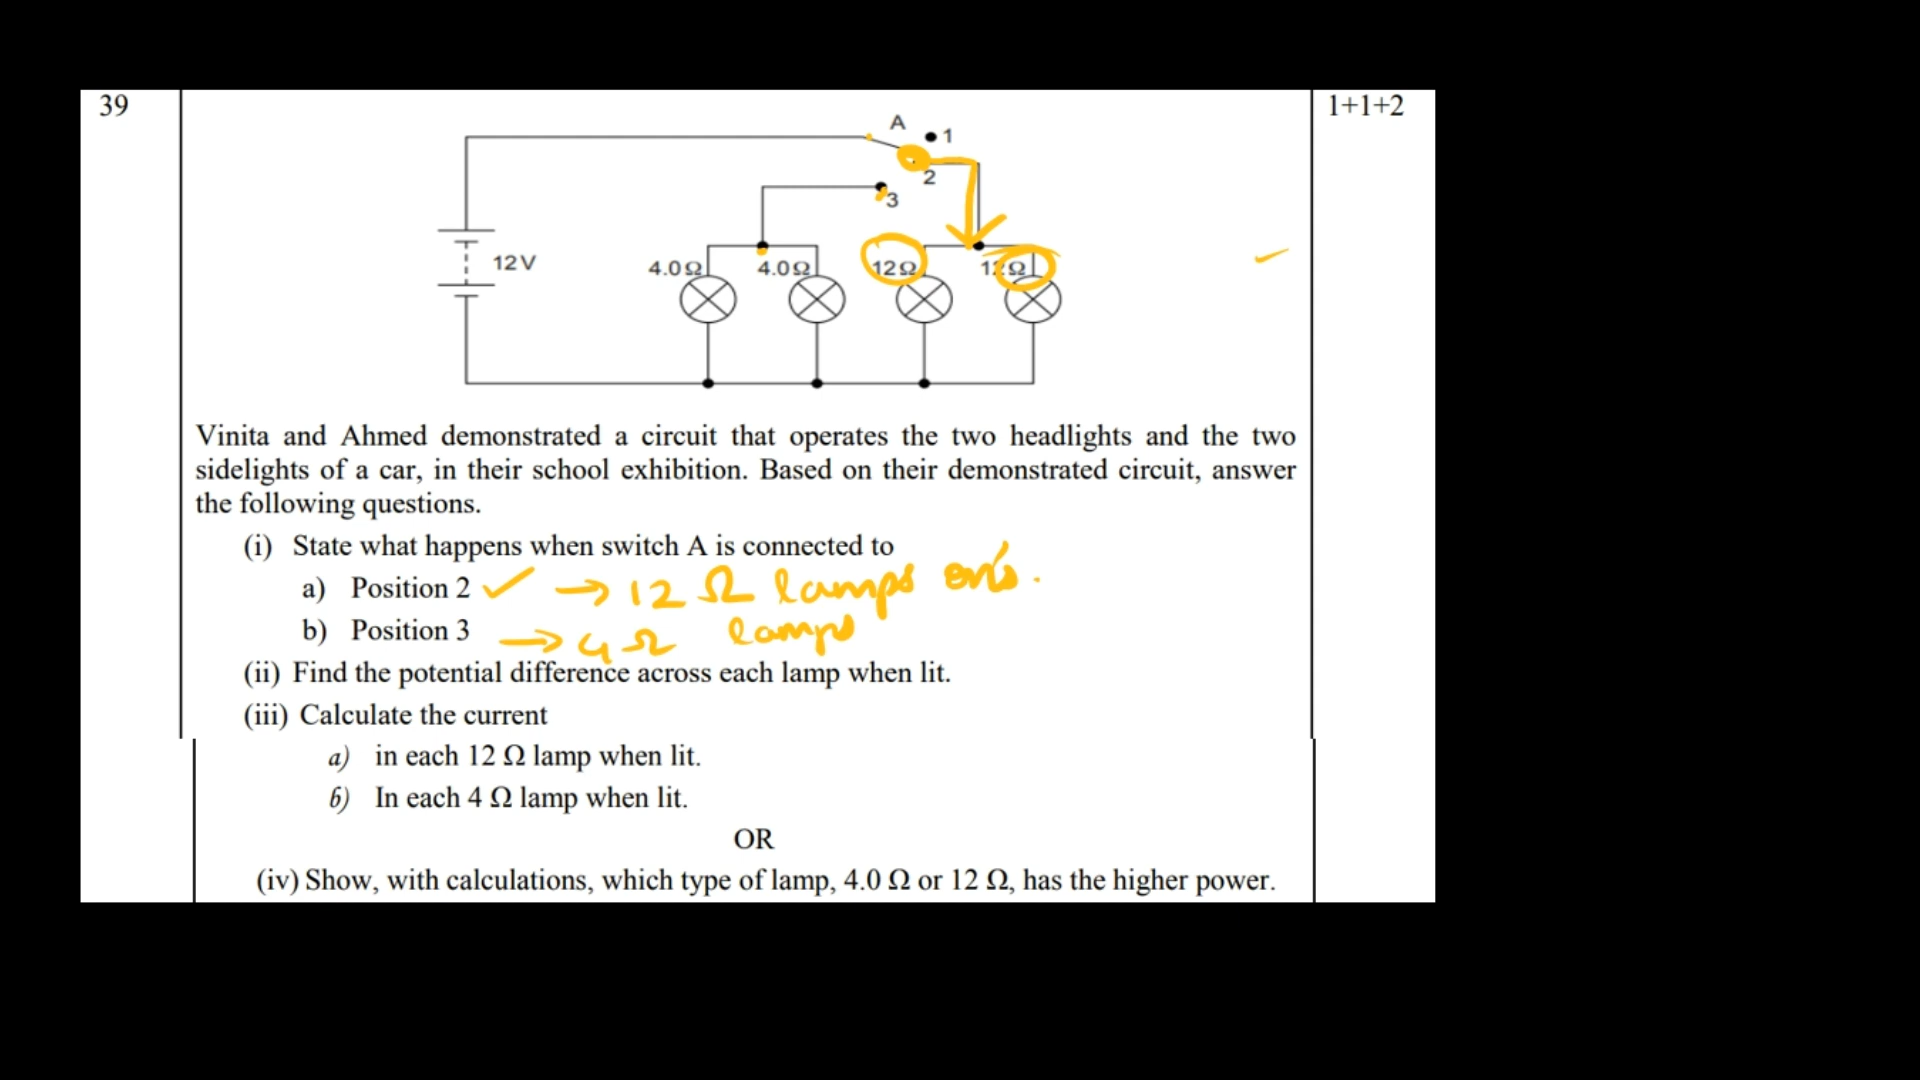 39
1+1+2
A
1
2
3
12V
4.0Ω
4.0Ω
12Ω
12Ω
Vinita and Ahmed demonstrated a circuit that operates the two headlights and the two
sidelights of a car, in their school exhibition. Based on their demonstrated circuit, answer
the following questions.
(i) State what happens when switch A is connected to
a) Position 2 → 12 Ω lamps on.
b) Position 3 → 4Ω lamps
(ii) Find the potential difference across each lamp when lit.
(iii) Calculate the current
a) in each 12 Ω lamp when lit.
б) In each 4 Ω lamp when lit.
OR
(iv) Show, with calculations, which type of lamp, 4.0 Ω or 12 Ω, has the higher power.